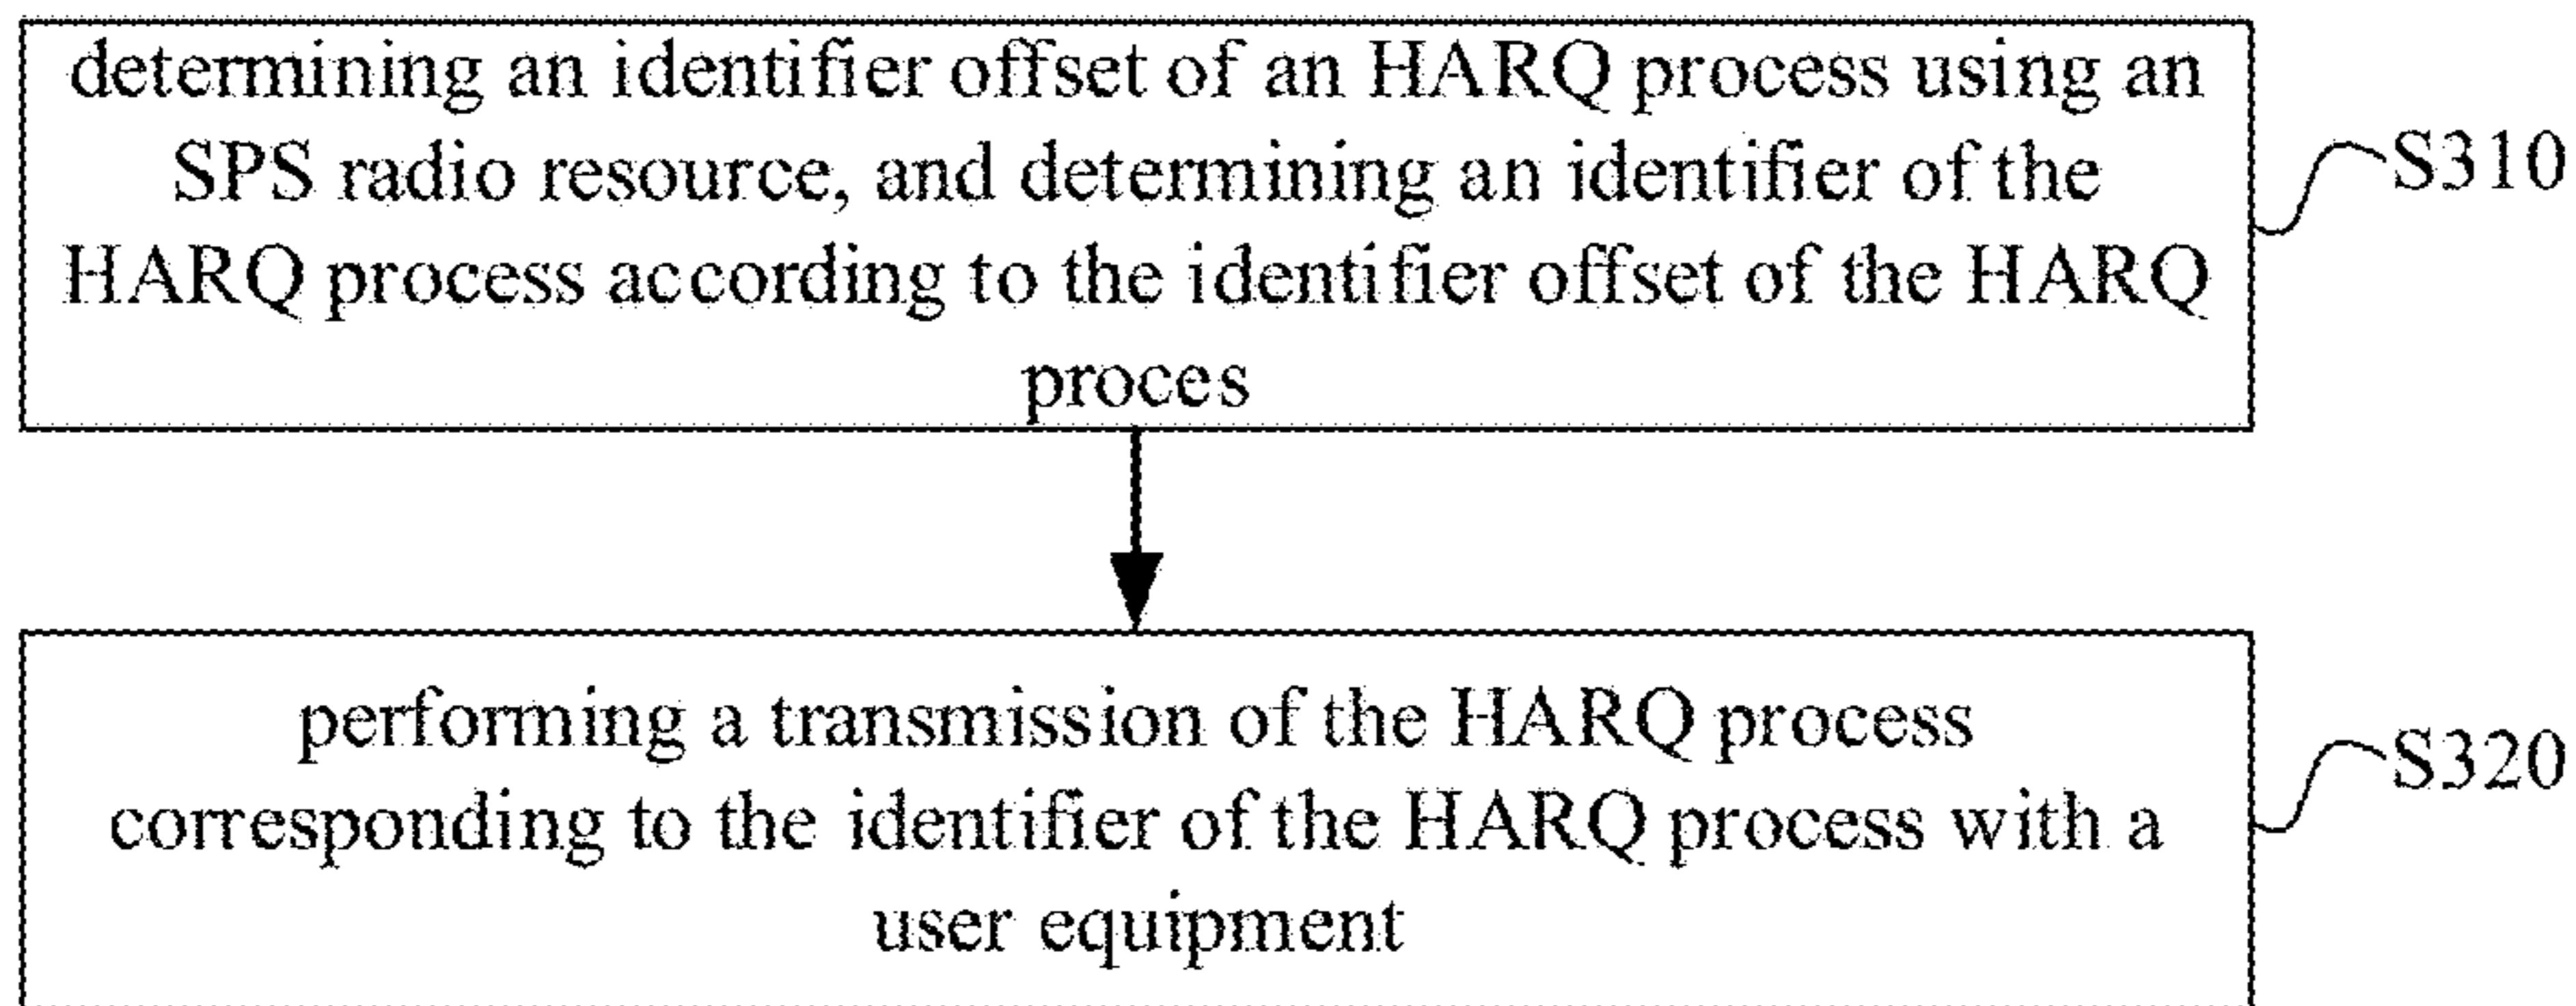 determining an identifier offset of an HARQ process using an
SPS radio resource, and determining an identifier of the
HARQ process according to the identifier offset of the HARQ
proces
S310
performing a transmission of the HARQ process
corresponding to the identifier of the HARQ process with a
user equipment
S320